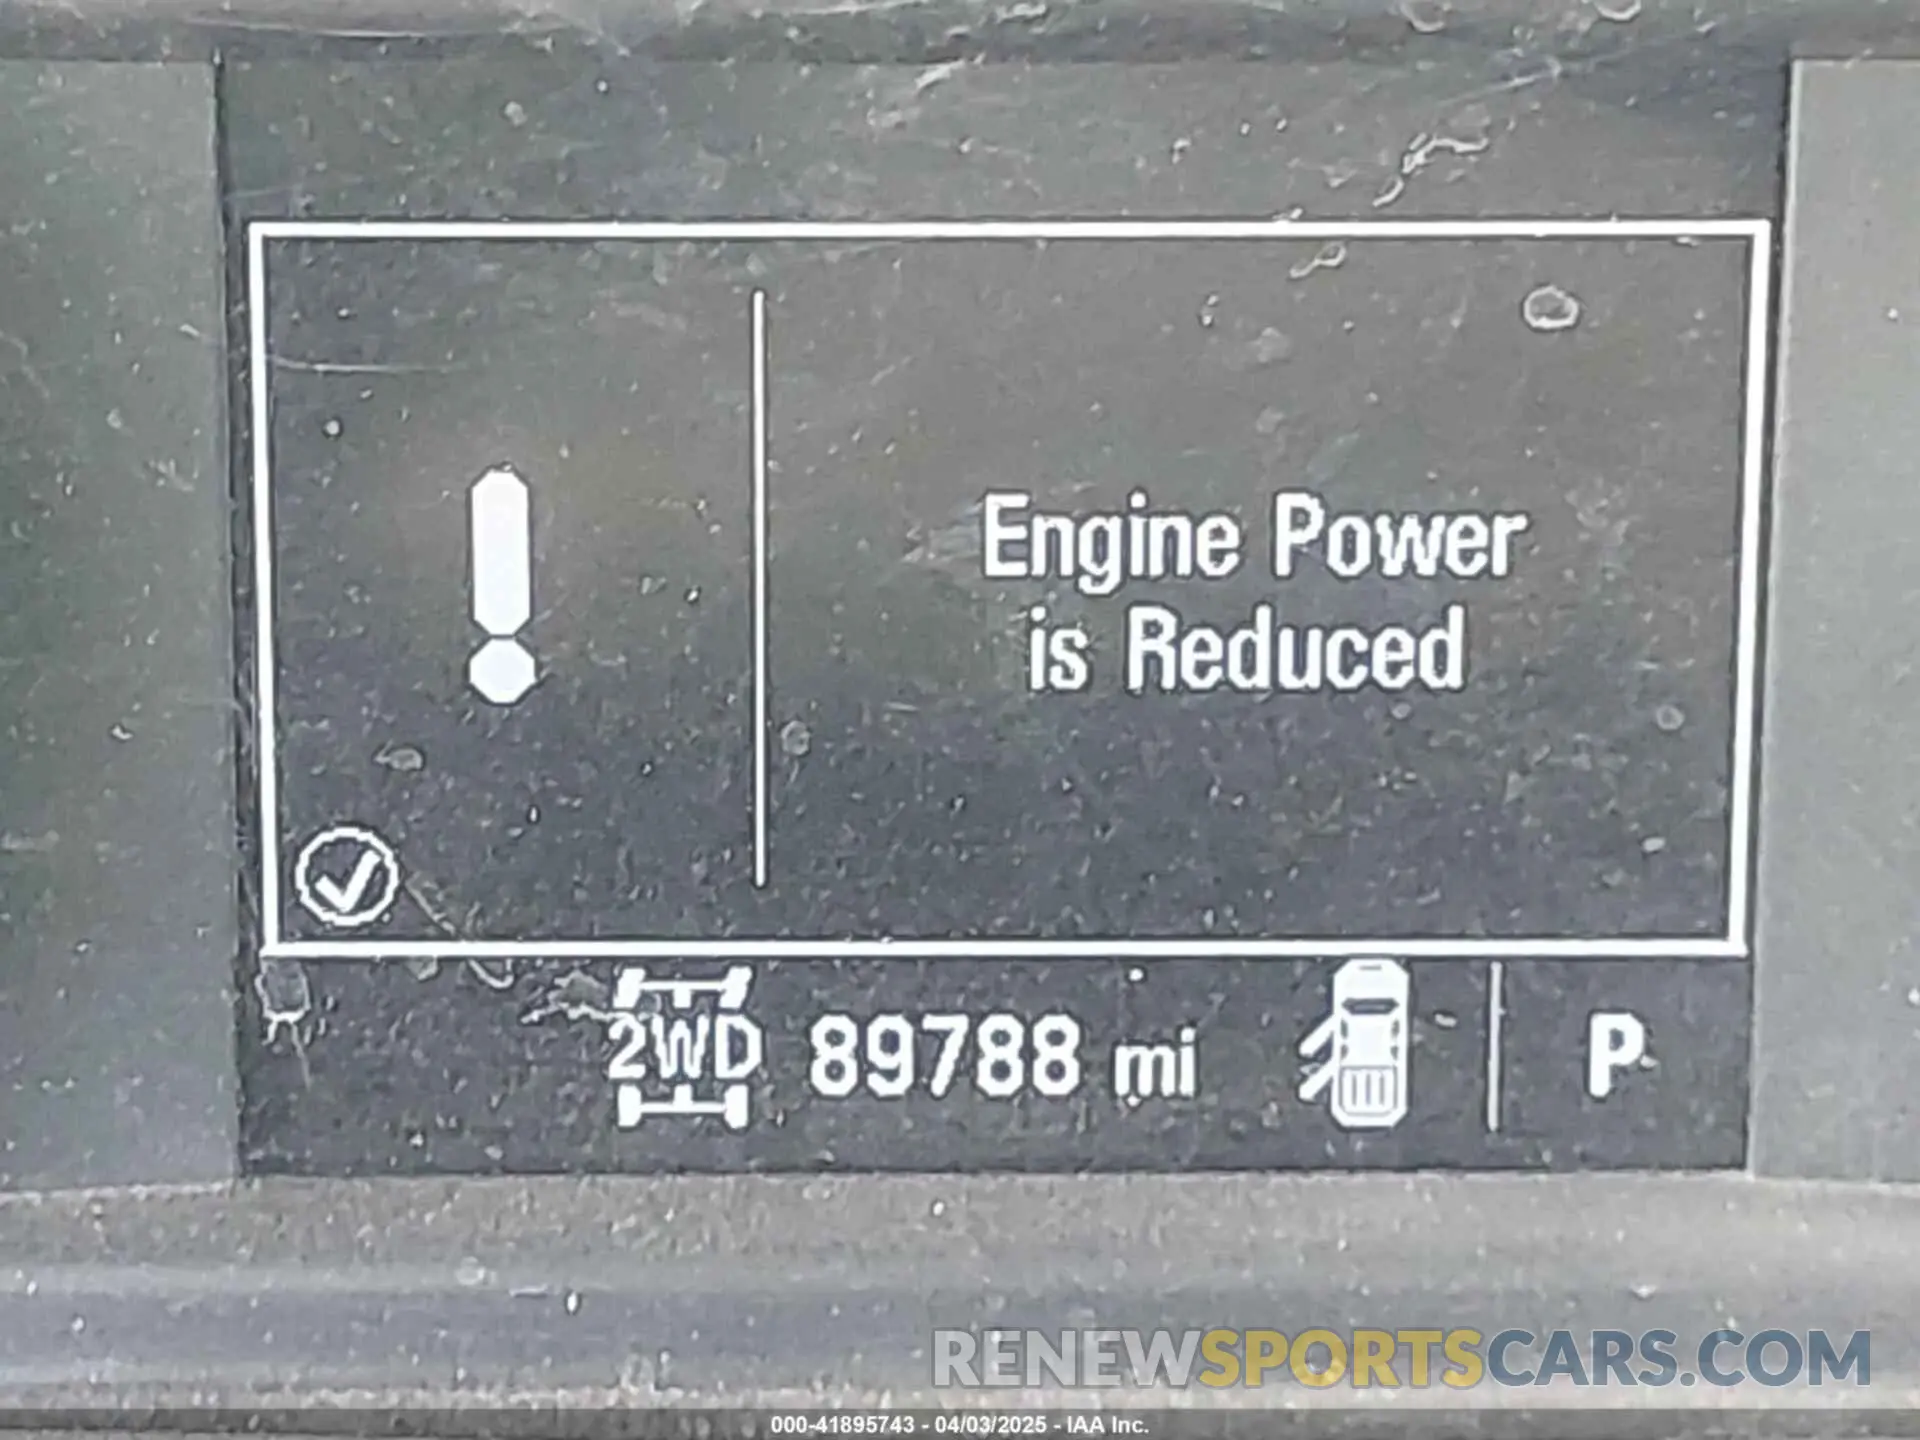 Engine Power
is Reduced
2WD 89788 mi P
RENEWSPORTSCARS.COM
000-41895743 - 04/03/2025 - IAA Inc.